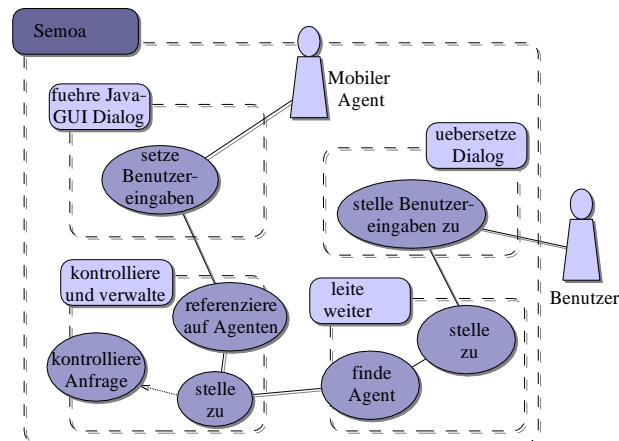 Semoa
Mobiler
Agent
fuehre Java-
GUI Dialog
setze
Benutzer-
eingaben
uebersetze
Dialog
stelle Benutzer-
eingaben zu
Benutzer
kontrolliere
und verwalte
referenziere
auf Agenten
leite
weiter
stelle
zu
kontrolliere
Anfrage
stelle
zu
finde
Agent